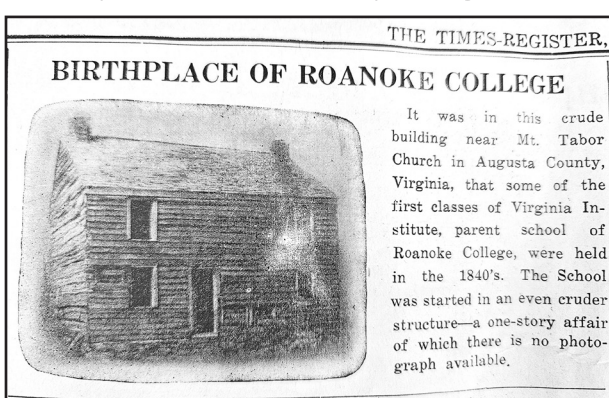 THE TIMES-REGISTER,
BIRTHPLACE OF ROANOKE COLLEGE
It was in this crude
building near Mt. Tabor
Church in Augusta County,
Virginia, that some of the
first classes of Virginia In-
stitute, parent school of
Roanoke College, were held
in the 1840's. The School
was started in an even cruder
structure—a one-story affair
of which there is no photo-
graph available.